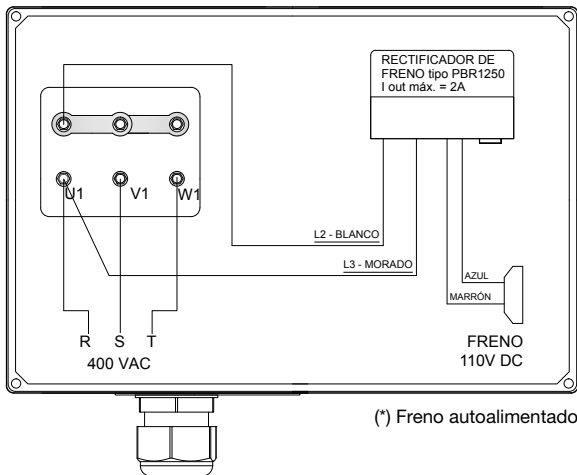 RECTIFICADOR DE
FRENO tipo PBR1250
I out máx. = 2A
U1 V1 W1
L2 - BLANCO
L3 - MORADO
AZUL
MARRÓN
R S T
400 VAC
FRENO
110V DC
(*) Freno autoalimentado